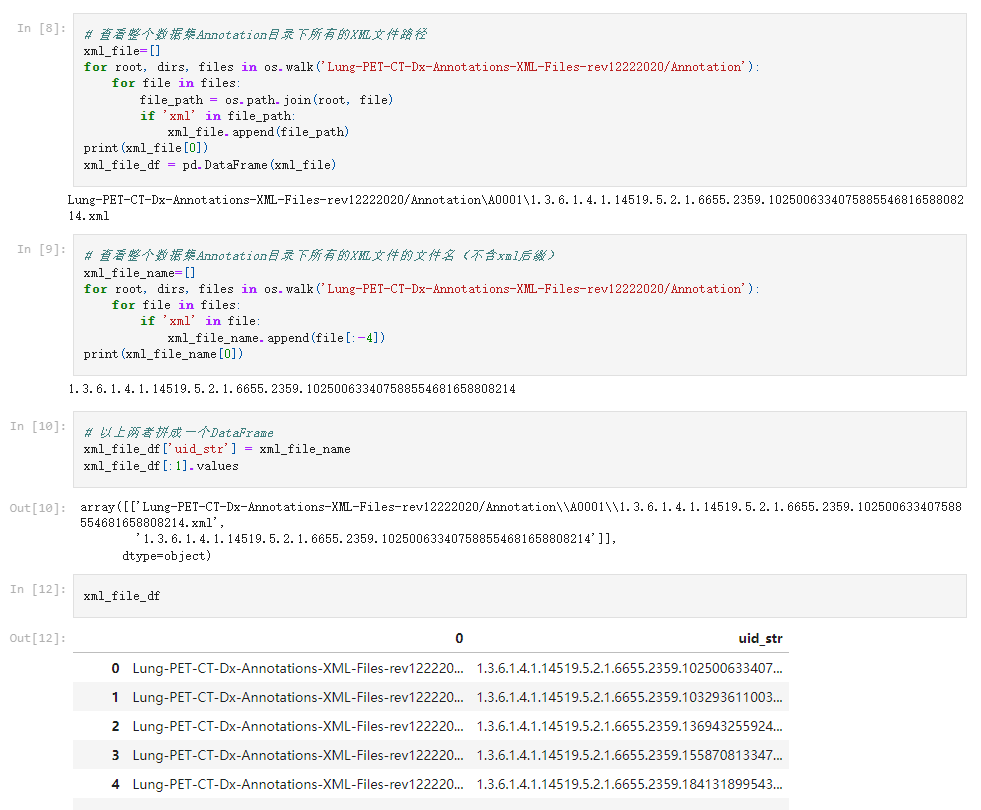 In [8]:
# 查看整个数据集Annotation目录下所有的XML文件路径
xml_file=[]
for root, dirs, files in os.walk('Lung-PET-CT-Dx-Annotations-XML-Files-rev12222020/Annotation'):
    for file in files:
        file_path = os.path.join(root, file)
        if 'xml' in file_path:
            xml_file.append(file_path)
print(xml_file[0])
xml_file_df = pd.DataFrame(xml_file)
Lung-PET-CT-Dx-Annotations-XML-Files-rev12222020/Annotation\A0001\1.3.6.1.4.1.14519.5.2.1.6655.2359.1025006334075885546816588082
14.xml
In [9]:
# 查看整个数据集Annotation目录下所有的XML文件的文件名（不含xml后缀）
xml_file_name=[]
for root, dirs, files in os.walk('Lung-PET-CT-Dx-Annotations-XML-Files-rev12222020/Annotation'):
    for file in files:
        if 'xml' in file:
            xml_file_name.append(file[:-4])
print(xml_file_name[0])
1.3.6.1.4.1.14519.5.2.1.6655.2359.102500633407588554681658808214
In [10]:
# 以上两者拼成一个DataFrame
xml_file_df['uid_str'] = xml_file_name
xml_file_df[:1].values
Out[10]:
array([['Lung-PET-CT-Dx-Annotations-XML-Files-rev12222020/Annotation\\A0001\\1.3.6.1.4.1.14519.5.2.1.6655.2359.102500633407588
554681658808214.xml',
        '1.3.6.1.4.1.14519.5.2.1.6655.2359.102500633407588554681658808214']],
      dtype=object)
In [12]:
xml_file_df
Out[12]:
0 uid_str
0 Lung-PET-CT-Dx-Annotations-XML-Files-rev122220... 1.3.6.1.4.1.14519.5.2.1.6655.2359.102500633407...
1 Lung-PET-CT-Dx-Annotations-XML-Files-rev122220... 1.3.6.1.4.1.14519.5.2.1.6655.2359.103293611003...
2 Lung-PET-CT-Dx-Annotations-XML-Files-rev122220... 1.3.6.1.4.1.14519.5.2.1.6655.2359.136943255924...
3 Lung-PET-CT-Dx-Annotations-XML-Files-rev122220... 1.3.6.1.4.1.14519.5.2.1.6655.2359.155870813347...
4 Lung-PET-CT-Dx-Annotations-XML-Files-rev122220... 1.3.6.1.4.1.14519.5.2.1.6655.2359.184131899543...